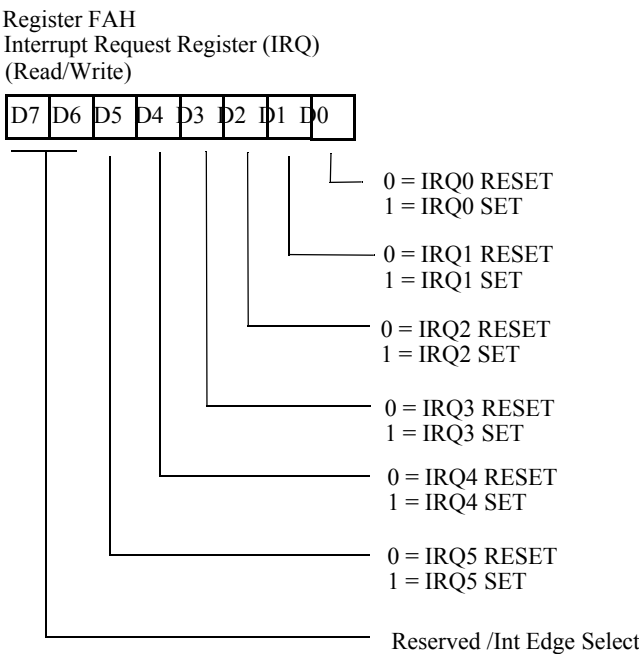 Register FAH
Interrupt Request Register (IRQ)
(Read/Write)
D7 D6 D5 D4 D3 D2 D1 D0
0 = IRQ0 RESET
1 = IRQ0 SET
0 = IRQ1 RESET
1 = IRQ1 SET
0 = IRQ2 RESET
1 = IRQ2 SET
0 = IRQ3 RESET
1 = IRQ3 SET
0 = IRQ4 RESET
1 = IRQ4 SET
0 = IRQ5 RESET
1 = IRQ5 SET
Reserved /Int Edge Select